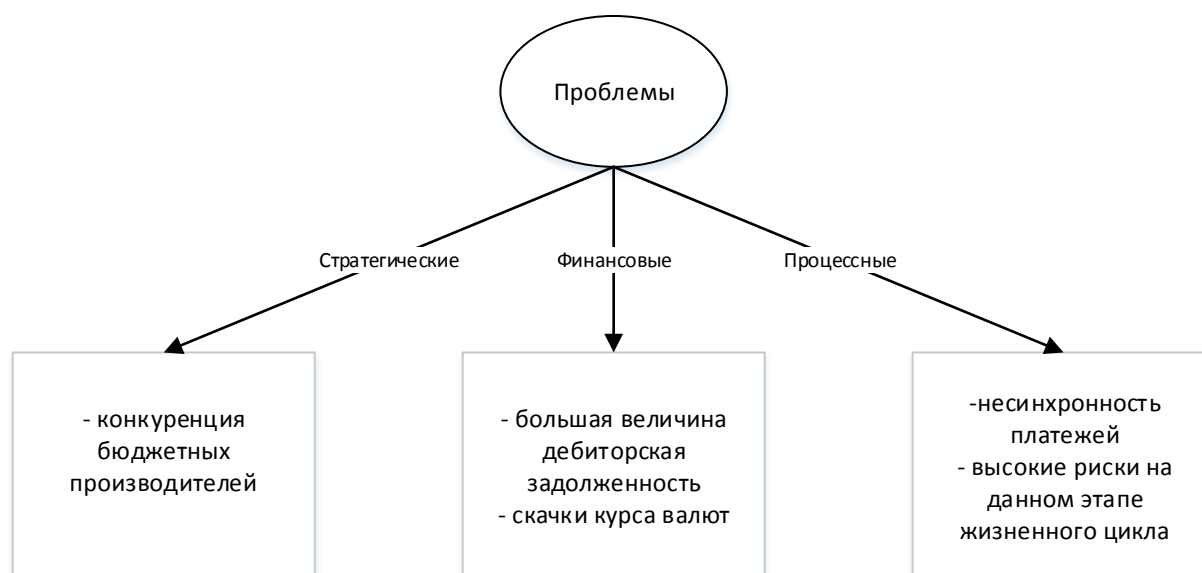 Проблемы
Стратегические
Финансовые
Процессные
- конкуренция
бюджетных
производителей
- большая величина
дебиторская
задолженность
- скачки курса валют
-несинхронность
платежей
- высокие риски на
данном этапе
жизненного цикла